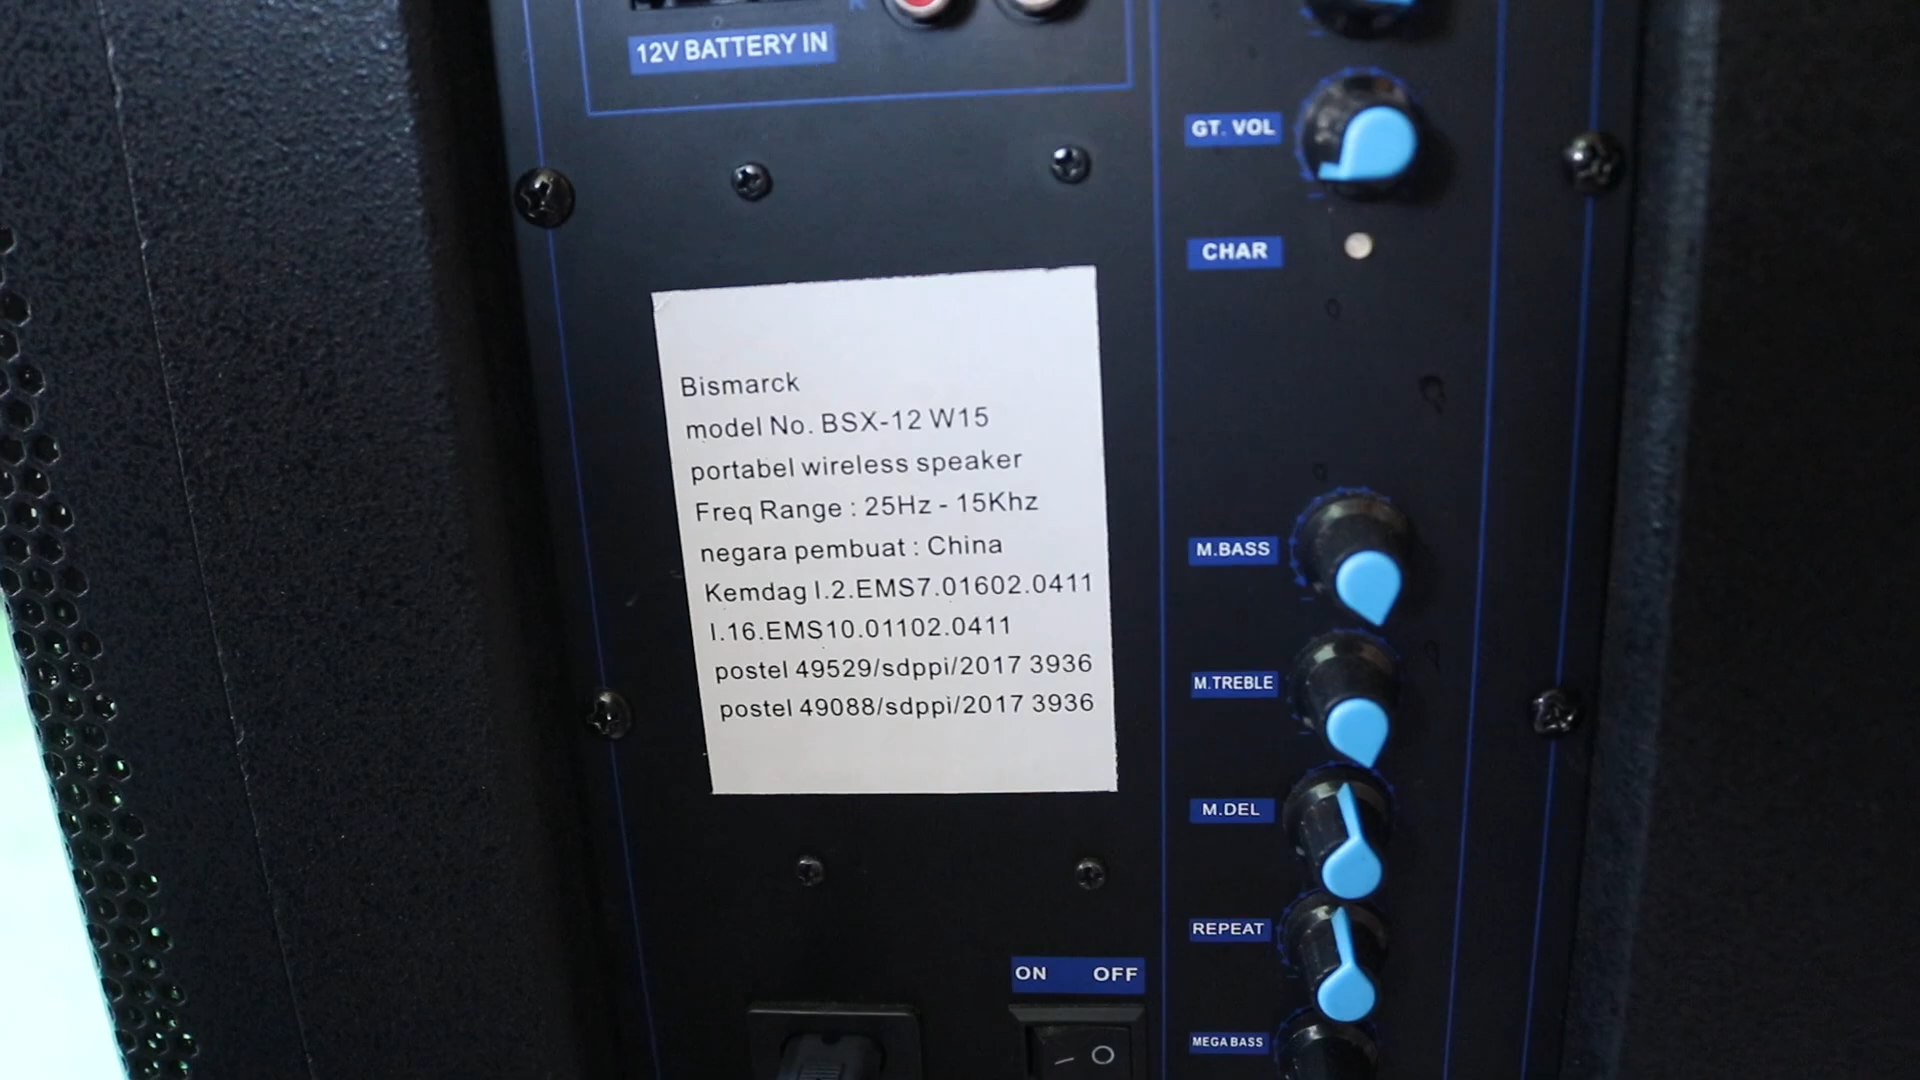 R
12V BATTERY IN
GT. VOL
CHAR
Bismarck
model No. BSX-12 W15
portabel wireless speaker
Freq Range : 25Hz - 15Khz
negara pembuat : China
Kemdag I.2.EMS7.01602.0411
I.16.EMS10.01102.0411
postel 49529/sdppi/2017 3936
postel 49088/sdppi/2017 3936
M.BASS
M.TREBLE
M.DEL
REPEAT
ON OFF
MEGA BASS